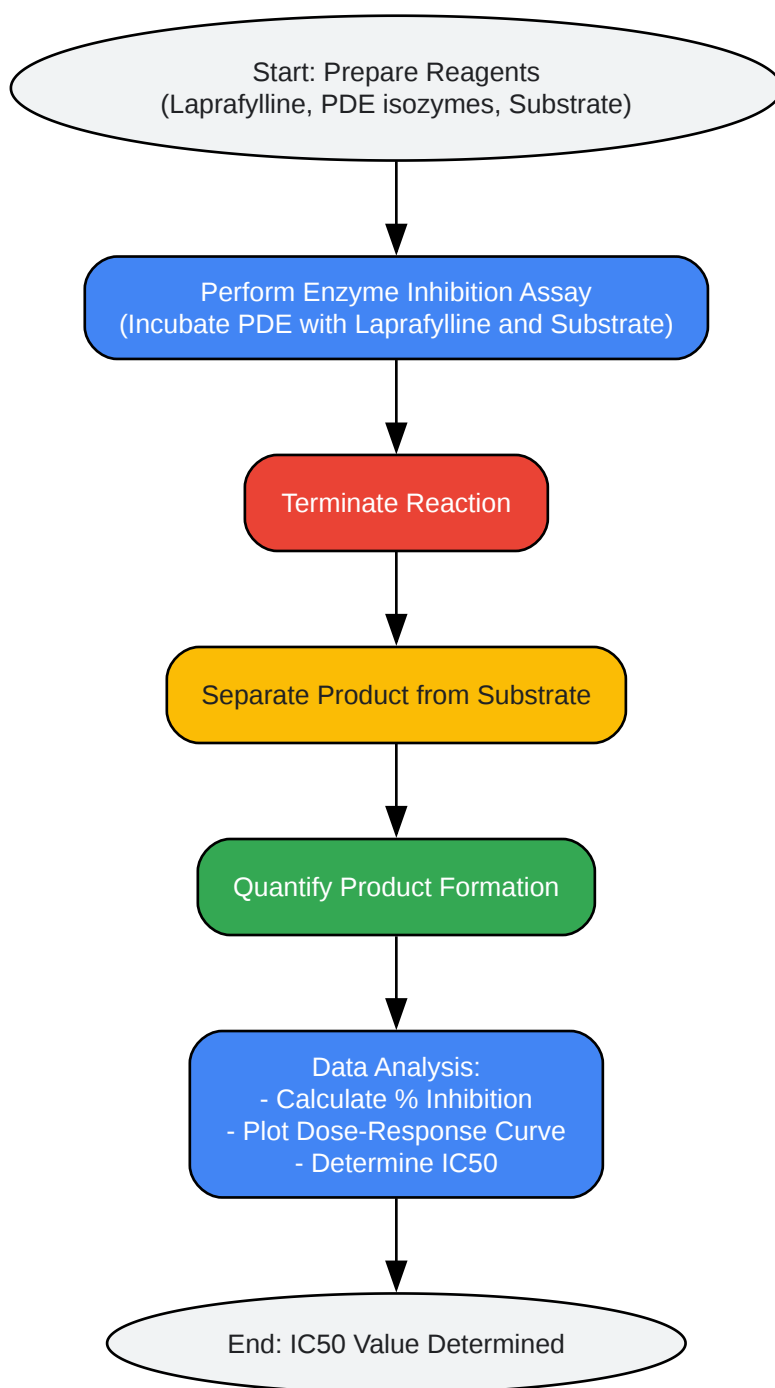 Start: Prepare Reagents
(Laprafylline, PDE isozymes, Substrate)
Perform Enzyme Inhibition Assay
(Incubate PDE with Laprafylline and Substrate)
Terminate Reaction
Separate Product from Substrate
Quantify Product Formation
Data Analysis:
- Calculate % Inhibition
- Plot Dose-Response Curve
- Determine IC50
End: IC50 Value Determined